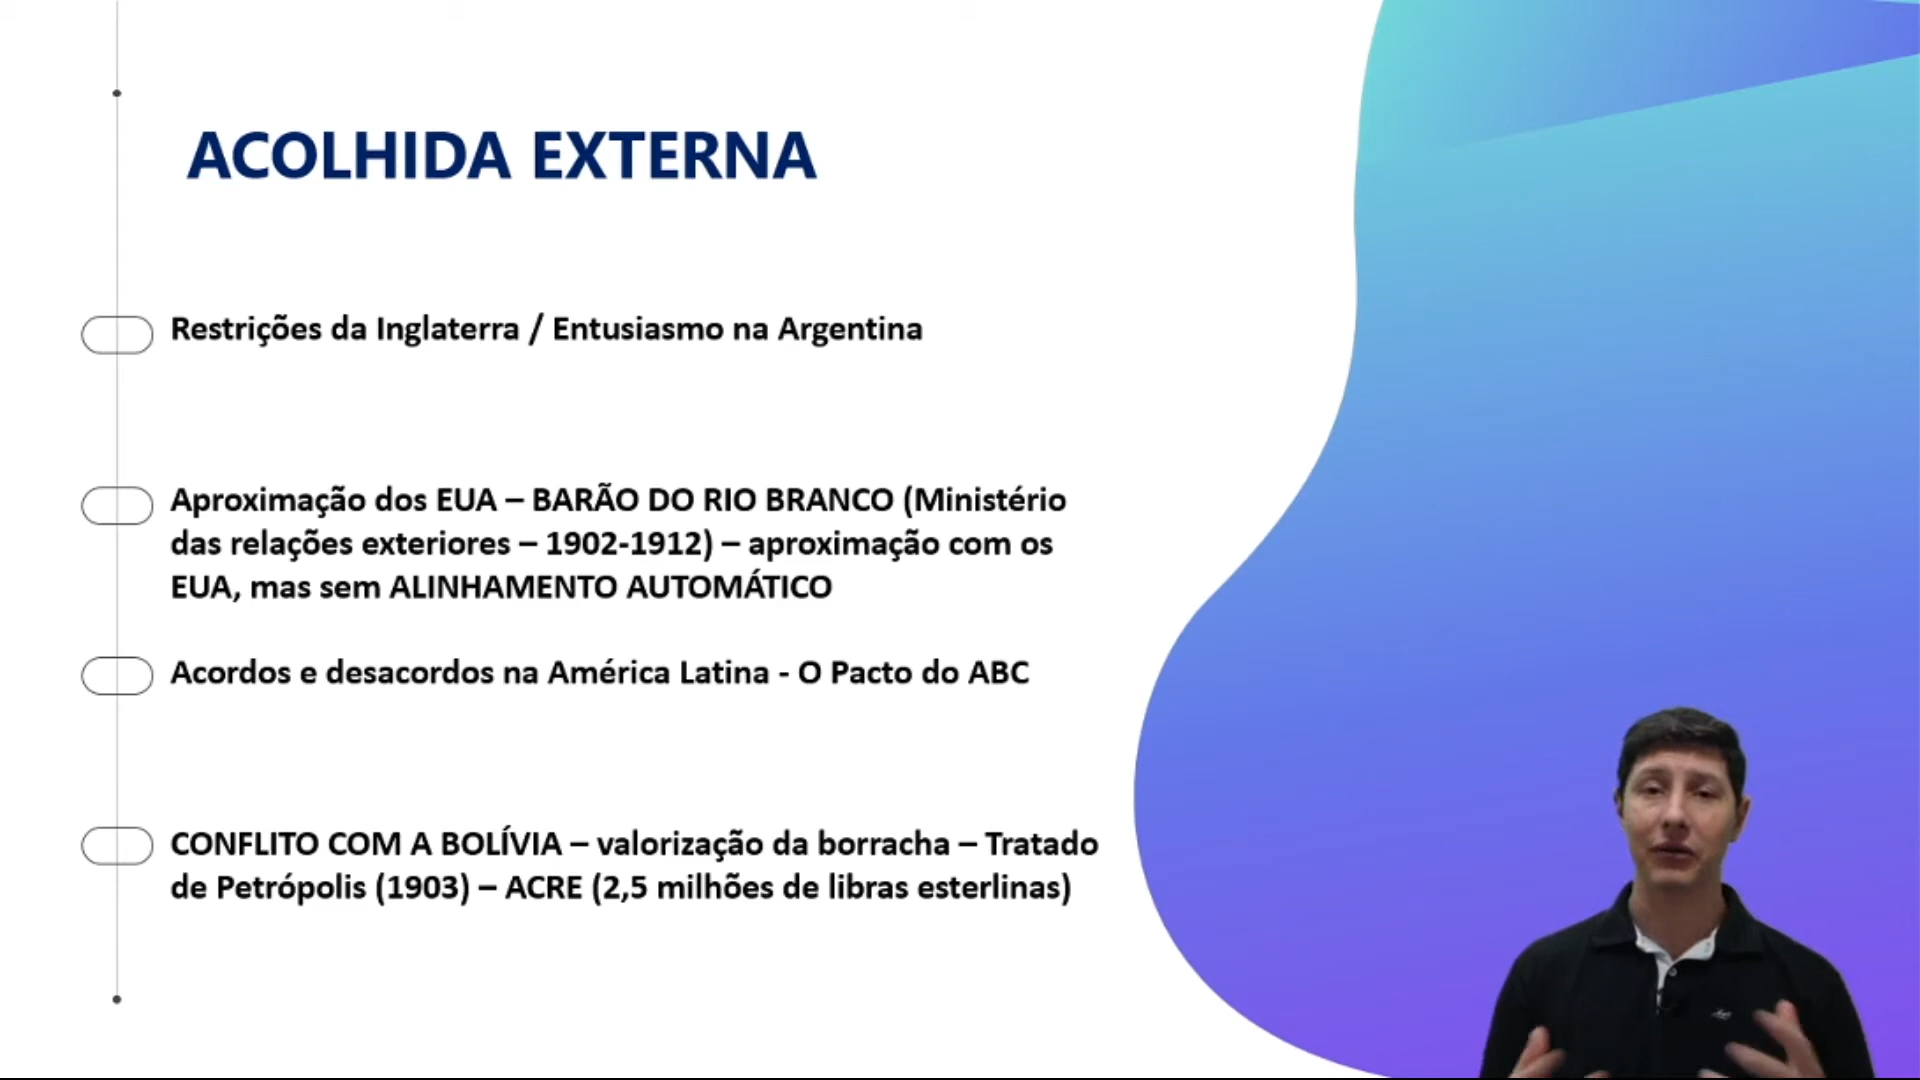 ACOLHIDA EXTERNA
Restrições da Inglaterra / Entusiasmo na Argentina
Aproximação dos EUA – BARÃO DO RIO BRANCO (Ministério
das relações exteriores – 1902-1912) – aproximação com os
EUA, mas sem ALINHAMENTO AUTOMÁTICO
Acordos e desacordos na América Latina - O Pacto do ABC
CONFLITO COM A BOLÍVIA – valorização da borracha – Tratado
de Petrópolis (1903) – ACRE (2,5 milhões de libras esterlinas)